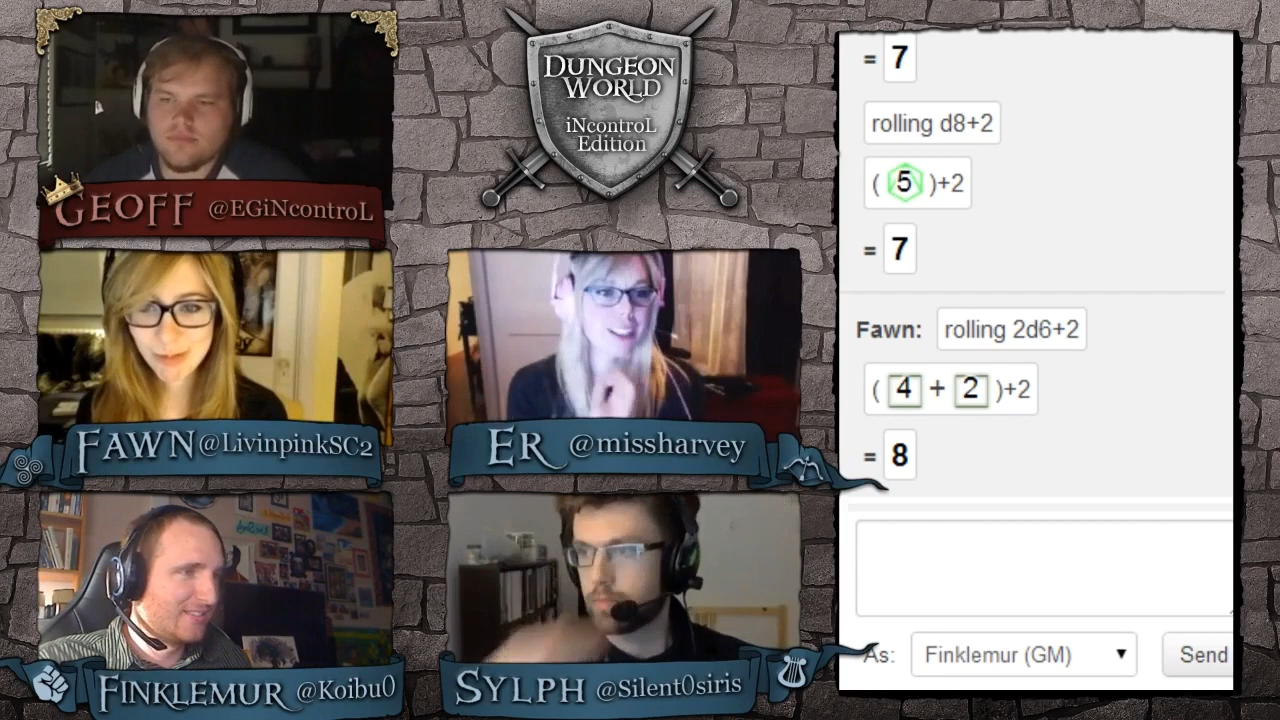 DUNGEON
WORLD
iNcontroL
Edition
GEOFF @EGiNcontroL
FAWN @LivinpinkSC2
ER @missharvey
FINKLEMUR @Koibu0
SYLPH @Silent0siris
= 7
rolling d8+2
( 5 )+2
= 7
Fawn: rolling 2d6+2
( 4 + 2 )+2
= 8
As: Finklemur (GM) ▼ Send